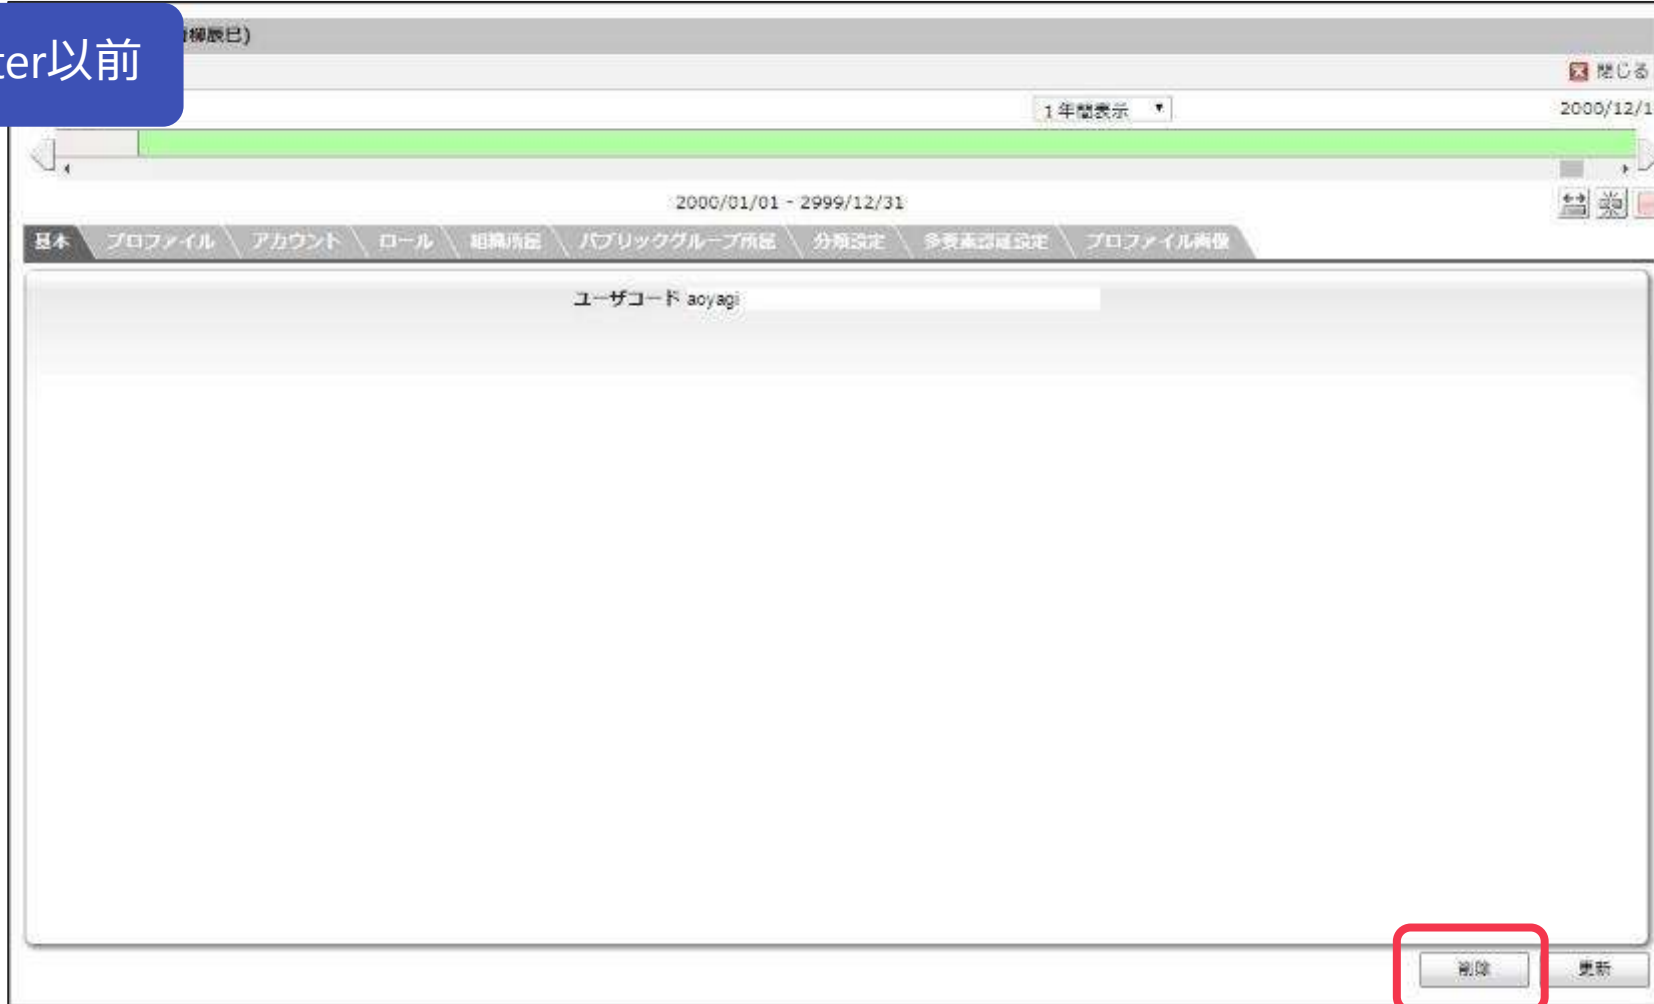 ter以前
柳辰巳)
閉じる
1年間表示
2000/12/1
2000/01/01 - 2999/12/31
基本 プロファイル アカウント ロール 組織所属 パブリックグループ所属 分類設定 多要素認証設定 プロファイル画像
ユーザコード aoyagi
削除 更新